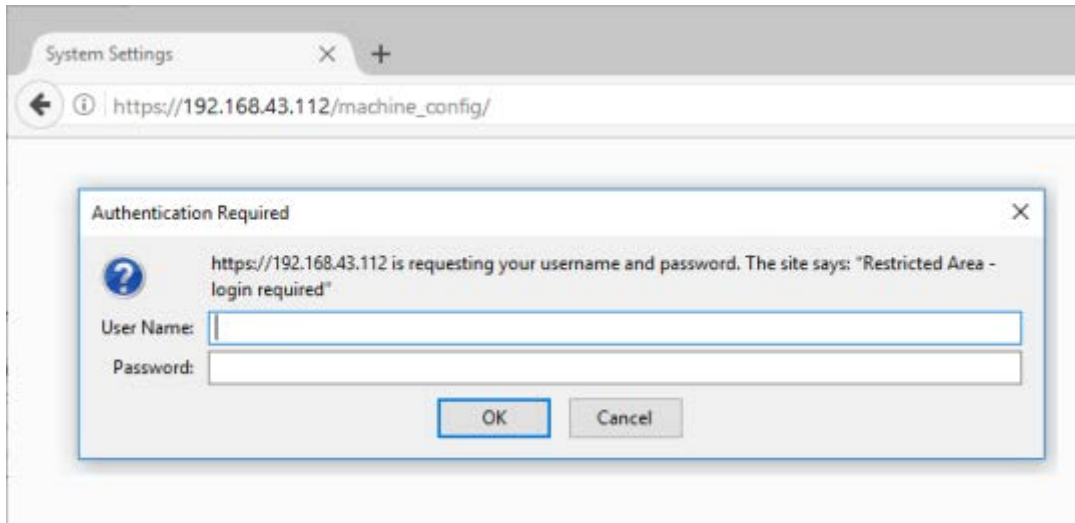 System Settings
https://192.168.43.112/machine_config/
Authentication Required
https://192.168.43.112 is requesting your username and password. The site says: "Restricted Area -
login required"
User Name:
Password:
OK Cancel